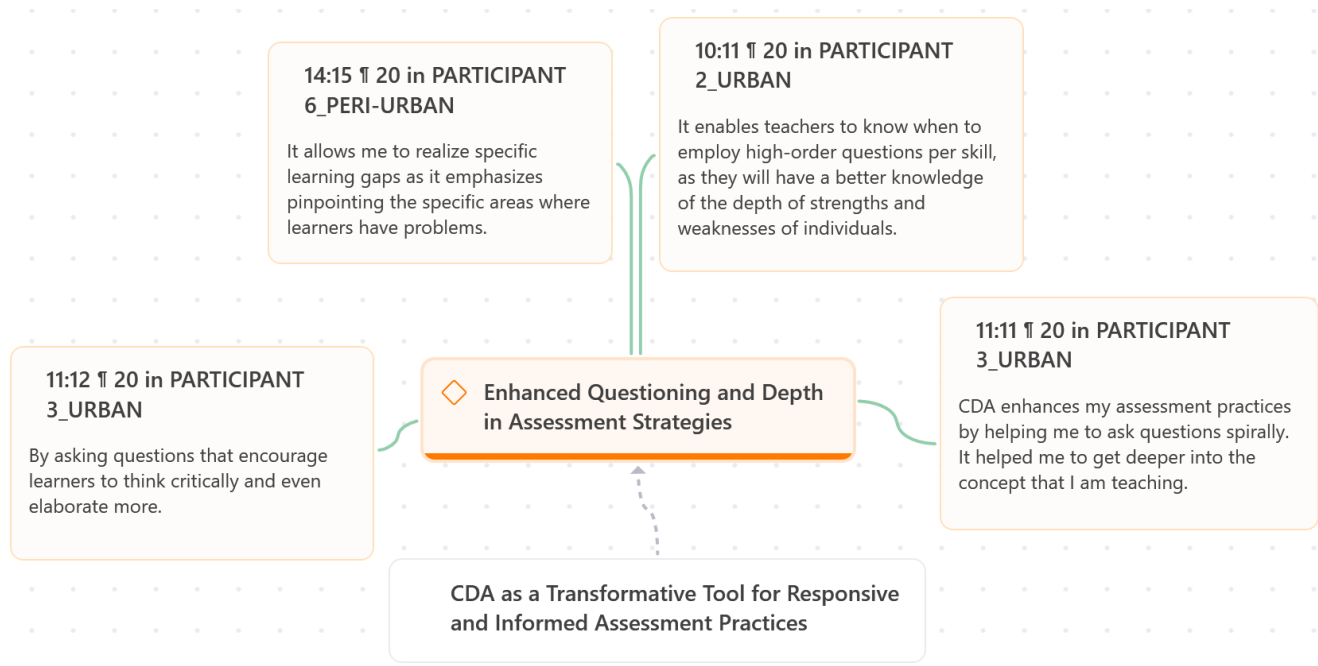 14:15 ¶ 20 in PARTICIPANT
6_PERI-URBAN
It allows me to realize specific
learning gaps as it emphasizes
pinpointing the specific areas where
learners have problems.
10:11 ¶ 20 in PARTICIPANT
2_URBAN
It enables teachers to know when to
employ high-order questions per skill,
as they will have a better knowledge
of the depth of strengths and
weaknesses of individuals.
11:12 ¶ 20 in PARTICIPANT
3_URBAN
By asking questions that encourage
learners to think critically and even
elaborate more.
Enhanced Questioning and Depth
in Assessment Strategies
11:11 ¶ 20 in PARTICIPANT
3_URBAN
CDA enhances my assessment practices
by helping me to ask questions spirally.
It helped me to get deeper into the
concept that I am teaching.
CDA as a Transformative Tool for Responsive
and Informed Assessment Practices